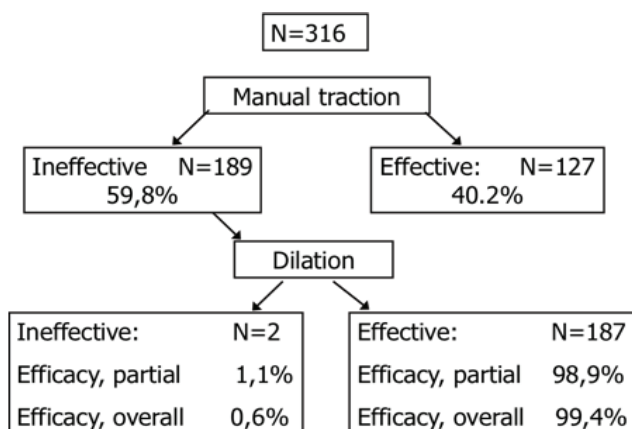 N=316
Manual traction
Ineffective N=189
59,8%
Effective: N=127
40.2%
Dilation
Ineffective: N=2
Efficacy, partial 1,1%
Efficacy, overall 0,6%
Effective: N=187
Efficacy, partial 98,9%
Efficacy, overall 99,4%